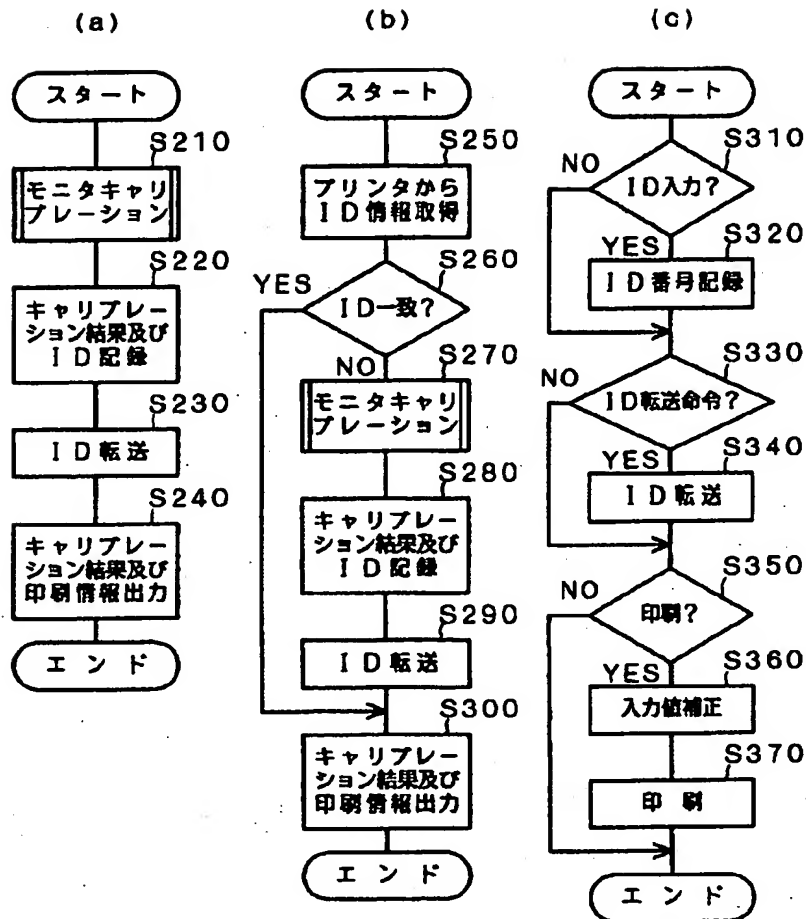 (a)
スタート
S210
モニタキャリ
ブレーション
S220
キャリブレー
ション結果及び
ID記録
S230
ID転送
S240
キャリブレー
ション結果及び
印刷情報出力
エンド
(b)
スタート
S250
プリンタから
ID情報取得
S260
YES
ID一致?
NO
S270
モニタキャリ
ブレーション
S280
キャリブレー
ション結果及び
ID記録
S290
ID転送
S300
キャリブレー
ション結果及び
印刷情報出力
エンド
(c)
スタート
S310
NO
ID入力?
YES
S320
ID番号記録
S330
NO
ID転送命令?
YES
S340
ID転送
S350
NO
印刷?
YES
S360
入力値補正
S370
印刷
エンド